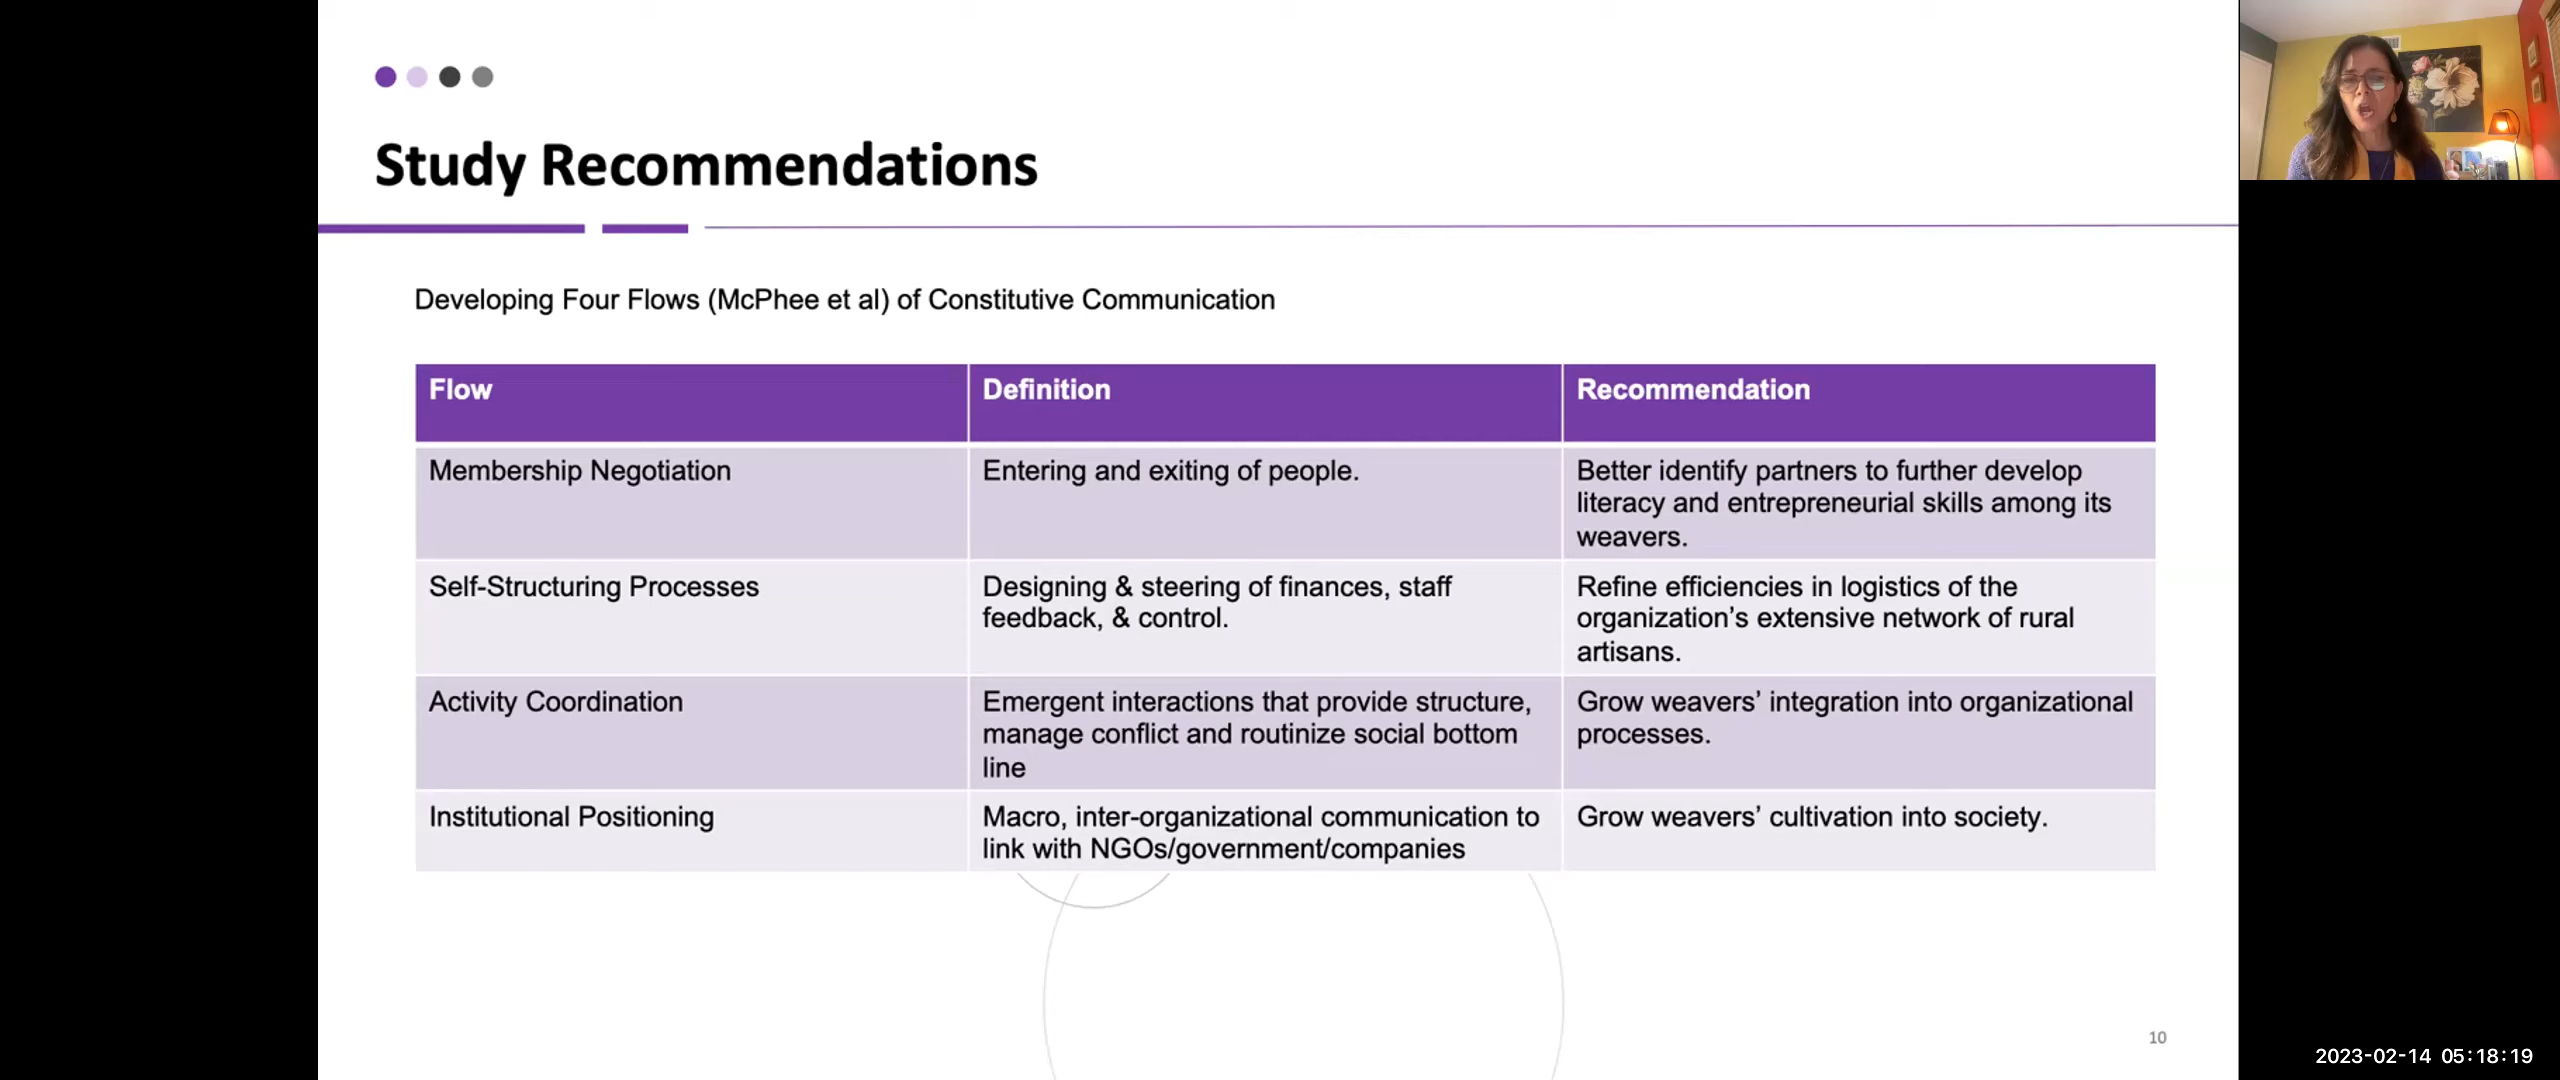 Study Recommendations
Developing Four Flows (McPhee et al) of Constitutive Communication
Flow
Definition
Recommendation
Membership Negotiation
Entering and exiting of people.
Better identify partners to further develop
literacy and entrepreneurial skills among its
weavers.
Self-Structuring Processes
Designing & steering of finances, staff
feedback, & control.
Refine efficiencies in logistics of the
organization’s extensive network of rural
artisans.
Activity Coordination
Emergent interactions that provide structure,
manage conflict and routinize social bottom
line
Grow weavers’ integration into organizational
processes.
Institutional Positioning
Macro, inter-organizational communication to
link with NGOs/government/companies
Grow weavers’ cultivation into society.
10
2023-02-14 05:18:19